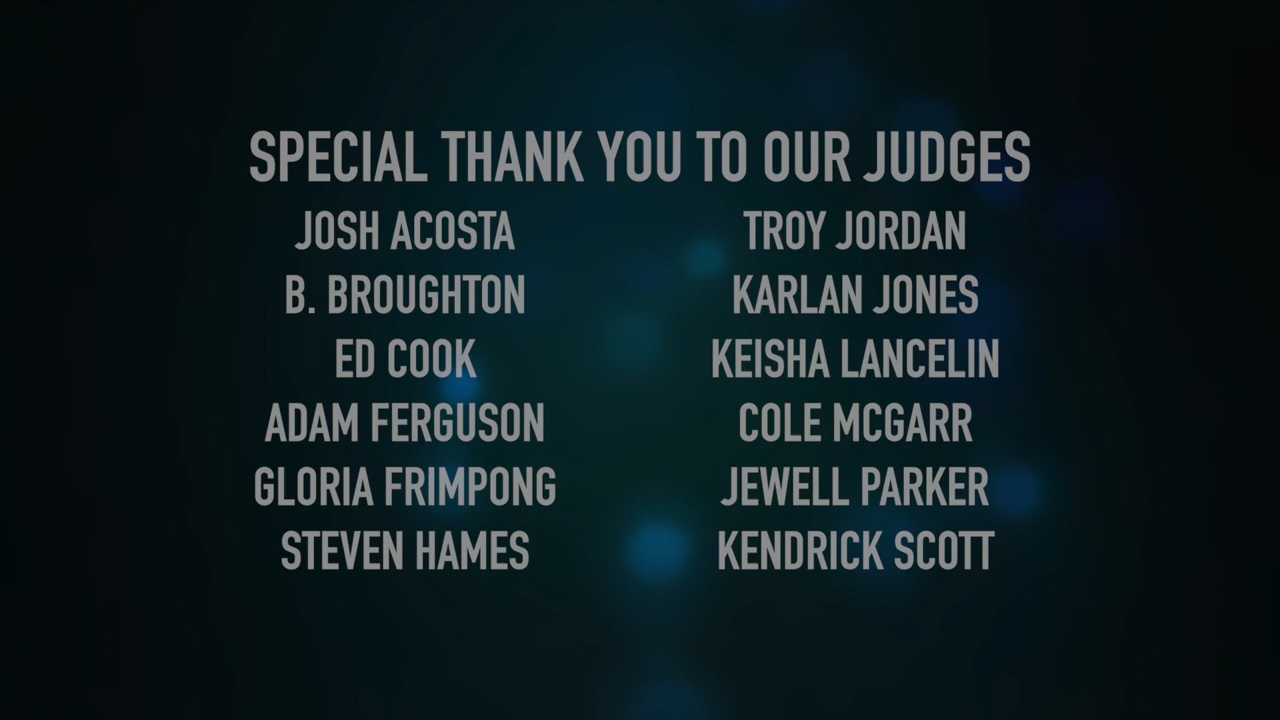 SPECIAL THANK YOU TO OUR JUDGES
JOSH ACOSTA
B. BROUGHTON
ED COOK
ADAM FERGUSON
GLORIA FRIMPONG
STEVEN HAMES
TROY JORDAN
KARLAN JONES
KEISHA LANCELIN
COLE MCGARR
JEWELL PARKER
KENDRICK SCOTT